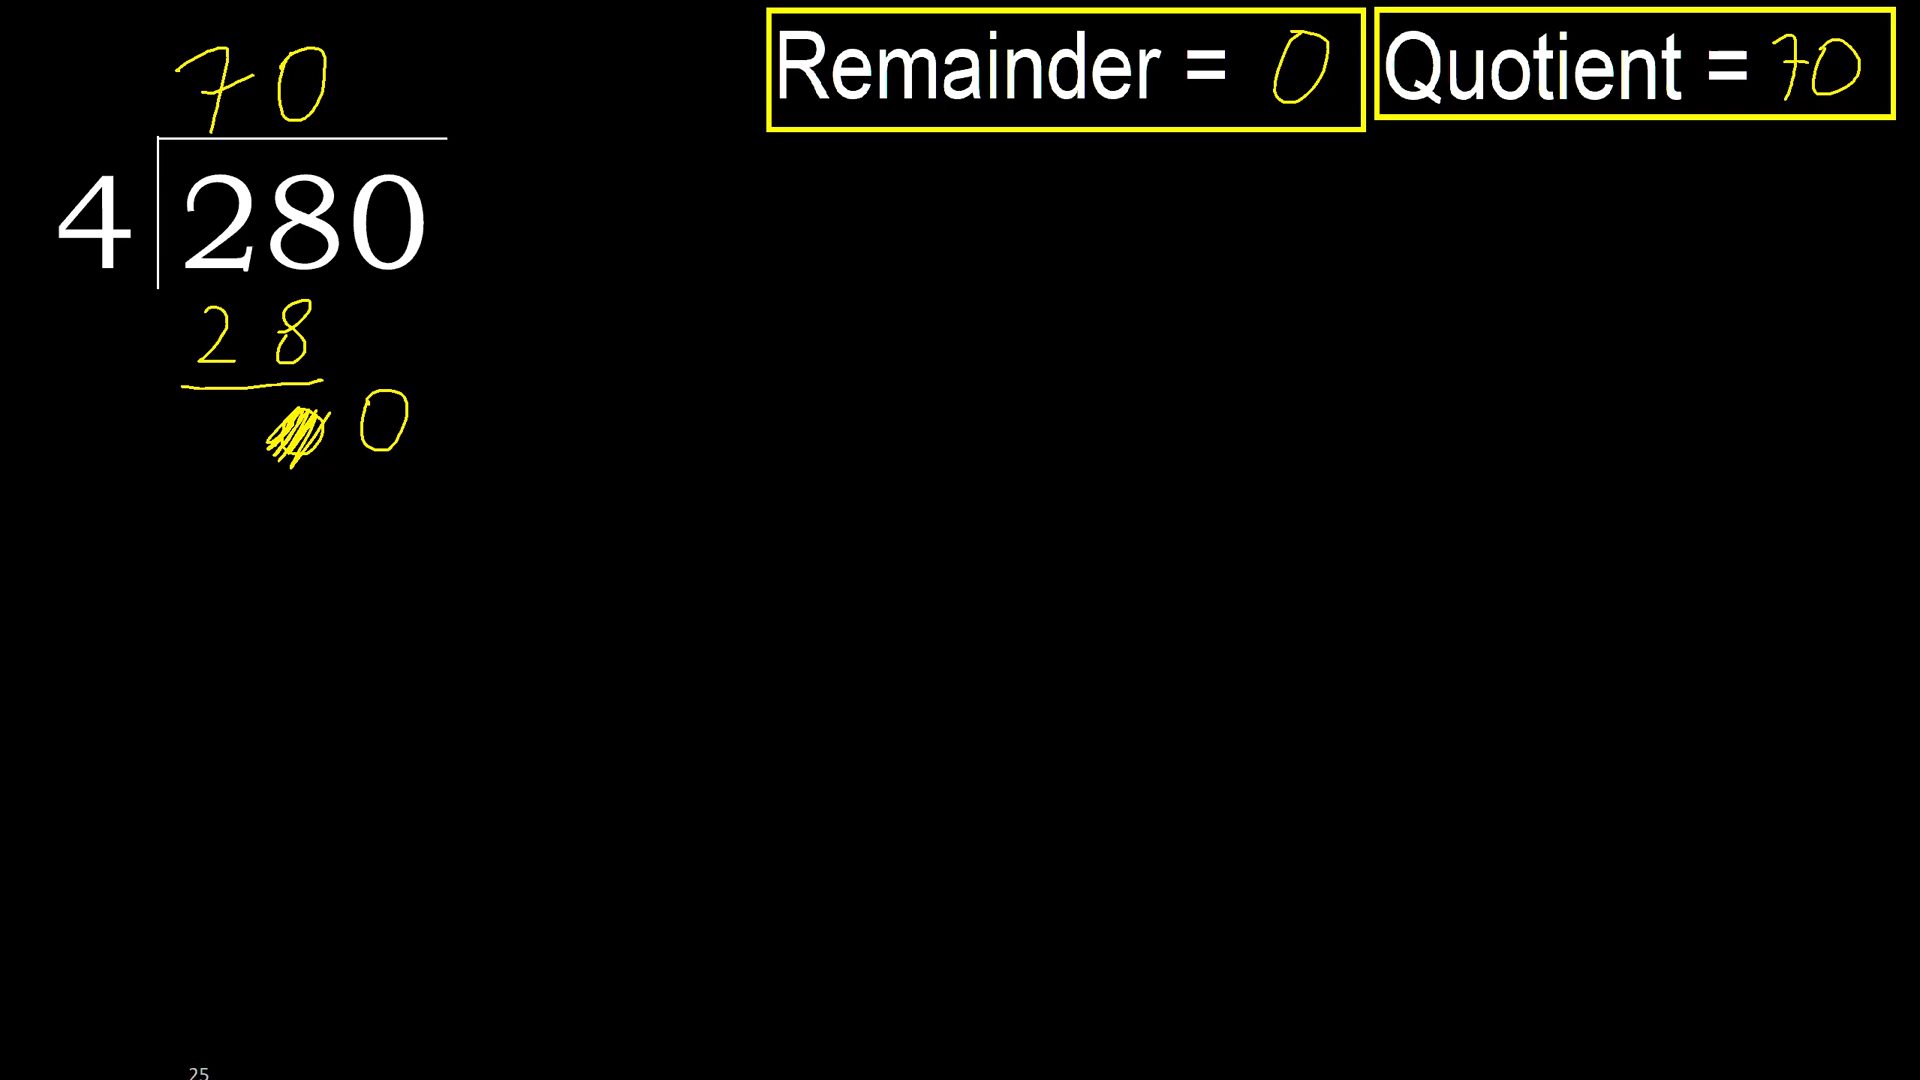 70
4 280
28
0
Remainder = 0
Quotient = 70
25